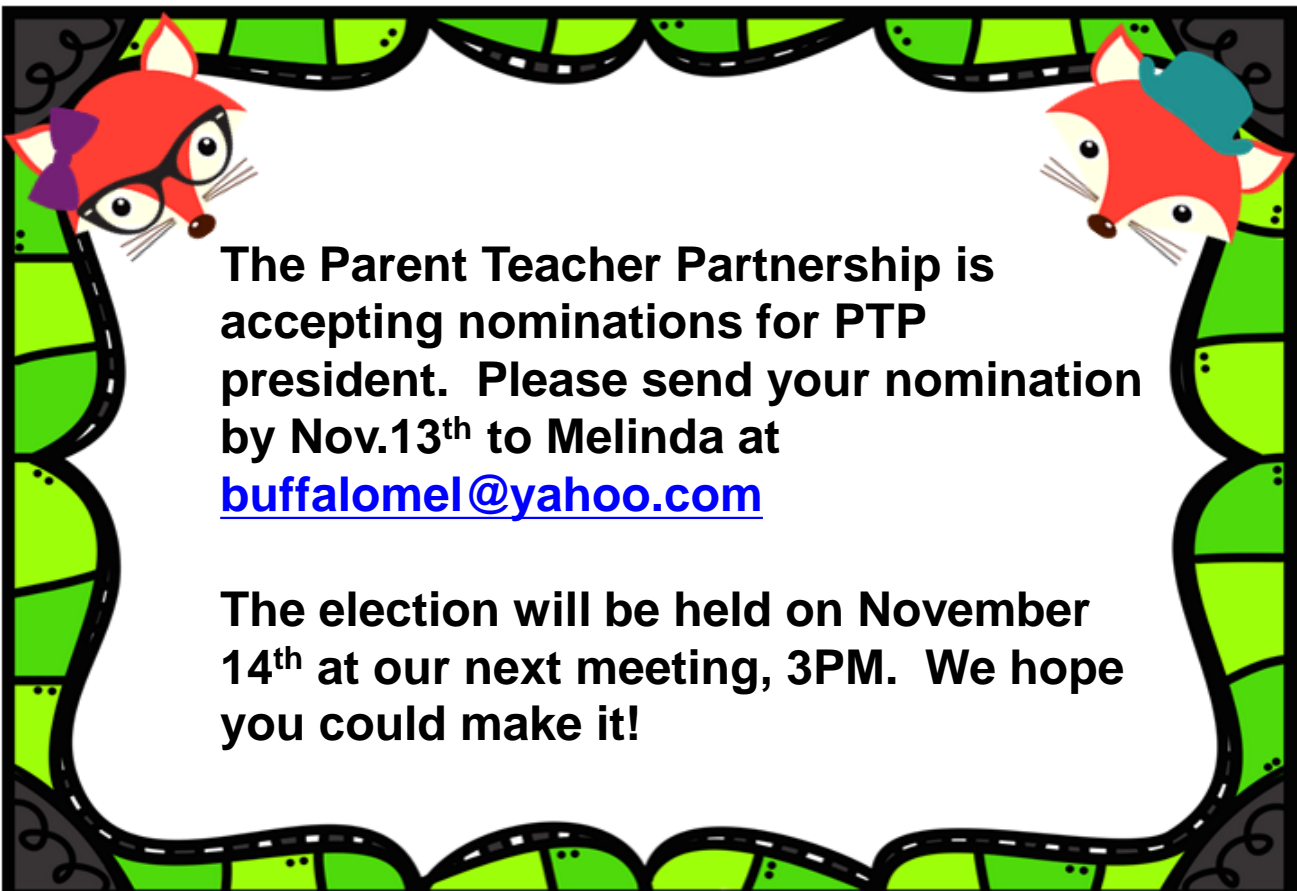 The Parent Teacher Partnership is
accepting nominations for PTP
president.  Please send your nomination
by Nov.13th to Melinda at
buffalomel@yahoo.com
The election will be held on November
14th at our next meeting, 3PM.  We hope
you could make it!